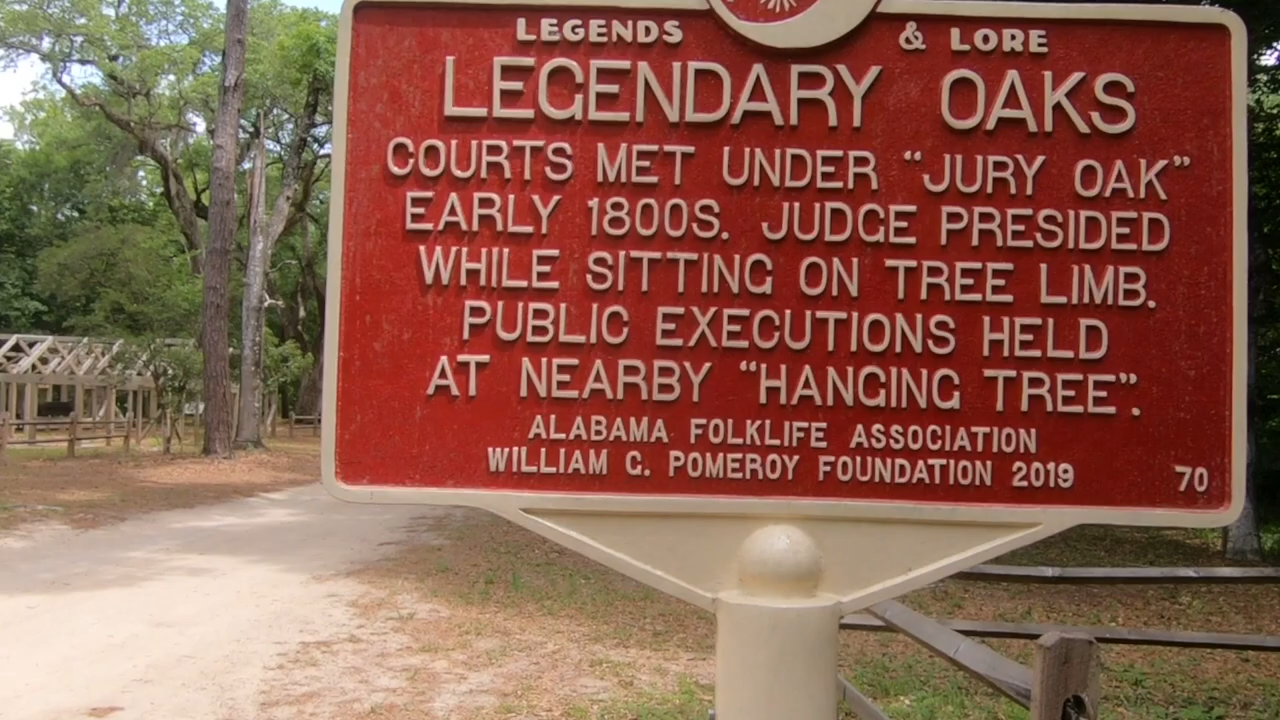 LEGENDS & LORE
LEGENDARY OAKS
COURTS MET UNDER “JURY OAK”
EARLY 1800S. JUDGE PRESIDED
WHILE SITTING ON TREE LIMB.
PUBLIC EXECUTIONS HELD
AT NEARBY “HANGING TREE”.
ALABAMA FOLKLIFE ASSOCIATION
WILLIAM G. POMEROY FOUNDATION 2019 70